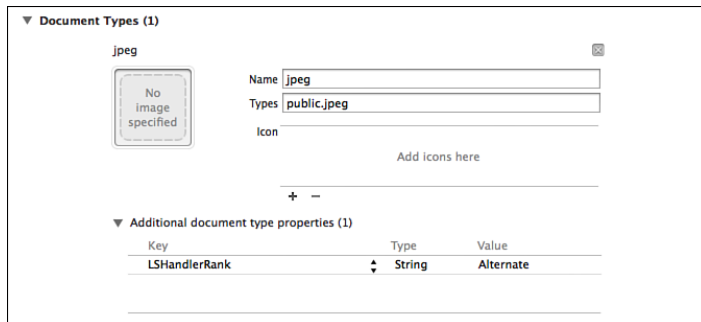 Document Types (1)
jpeg
No
image
specified
Name jpeg
Types public.jpeg
Icon
Add icons here
+ −
Additional document type properties (1)
Key Type Value
LSHandlerRank String Alternate